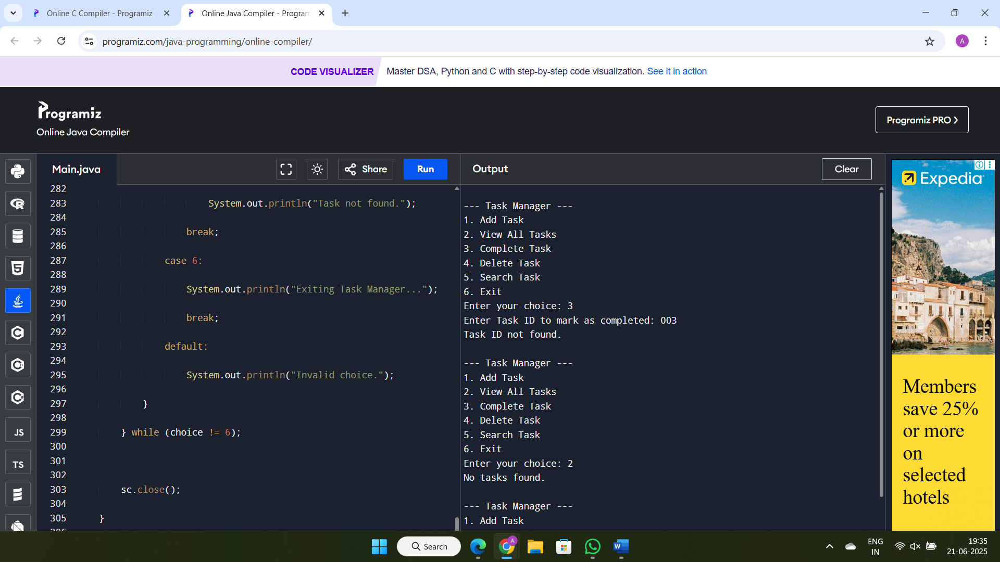 Online C Compiler - Programiz
Online Java Compiler - Program
programiz.com/java-programming/online-compiler/
A
CODE VISUALIZER Master DSA, Python and C with step-by-step code visualization. See it in action
Programiz
Online Java Compiler
Programiz PRO
Main.java
Share
Run
Output
Clear
282
283 System.out.println("Task not found.");
284
285 break;
286
287 case 6:
288
289 System.out.println("Exiting Task Manager...");
290
291 break;
292
293 default:
294
295 System.out.println("Invalid choice.");
296
297 }
298
299 } while (choice != 6);
300
301
302
303 sc.close();
304
305 }
R
5
C
C
C
JS
TS
--- Task Manager ---
1. Add Task
2. View All Tasks
3. Complete Task
4. Delete Task
5. Search Task
6. Exit
Enter your choice: 3
Enter Task ID to mark as completed: 003
Task ID not found.
--- Task Manager ---
1. Add Task
2. View All Tasks
3. Complete Task
4. Delete Task
5. Search Task
6. Exit
Enter your choice: 2
No tasks found.
--- Task Manager ---
1. Add Task
Expedia
Members
save 25%
or more
on
selected
hotels
Search
A
W
ENG
IN
19:35
21-06-2025